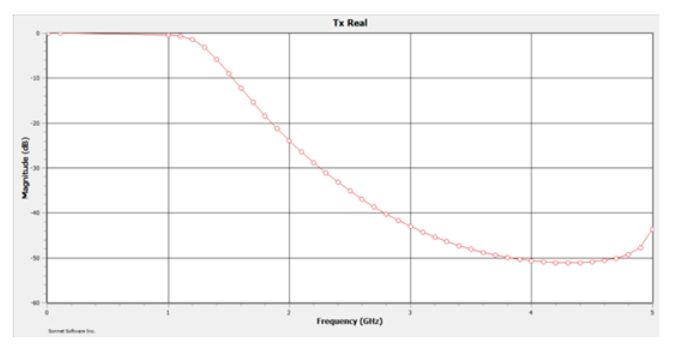 Tx Real
0
-10
-20
-30
-40
-50
-60
Magnitude (dB)
0 1 2 3 4 5
Frequency (GHz)
Sonnet Software Inc.